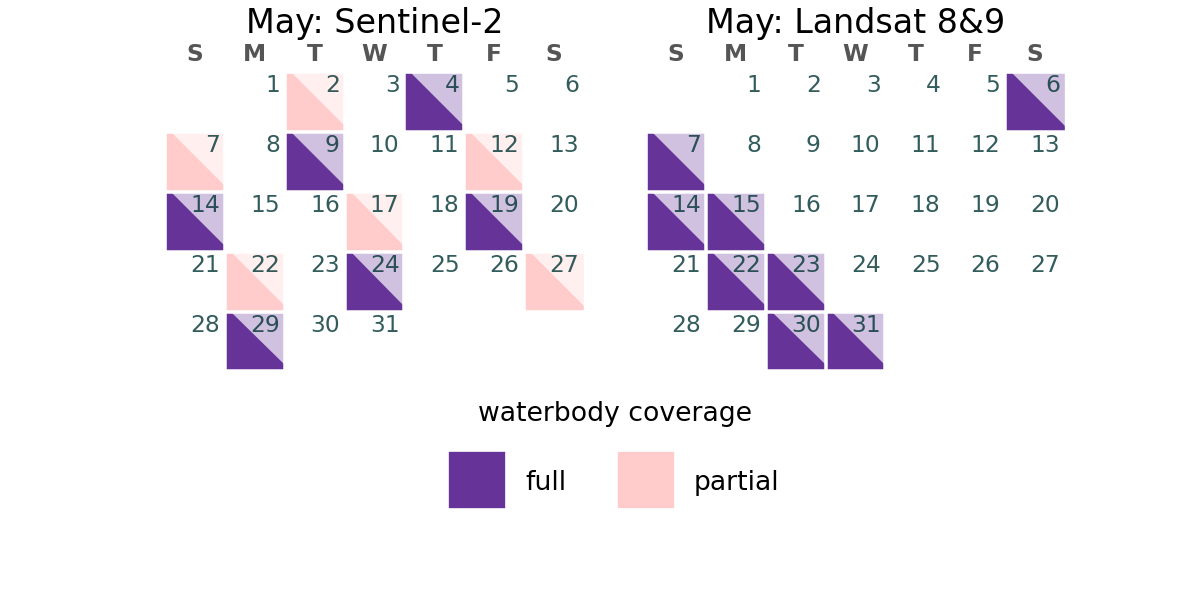 May: Sentinel-2
S M T W T F S
1 2 3 4 5 6
7 8 9 10 11 12 13
14 15 16 17 18 19 20
21 22 23 24 25 26 27
28 29 30 31
May: Landsat 8&9
S M T W T F S
1 2 3 4 5 6
7 8 9 10 11 12 13
14 15 16 17 18 19 20
21 22 23 24 25 26 27
28 29 30 31
waterbody coverage
full
partial